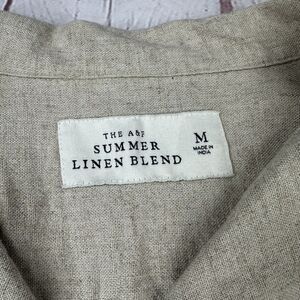 THE A&F
SUMMER
LINEN BLEND
M
MADE IN
INDIA